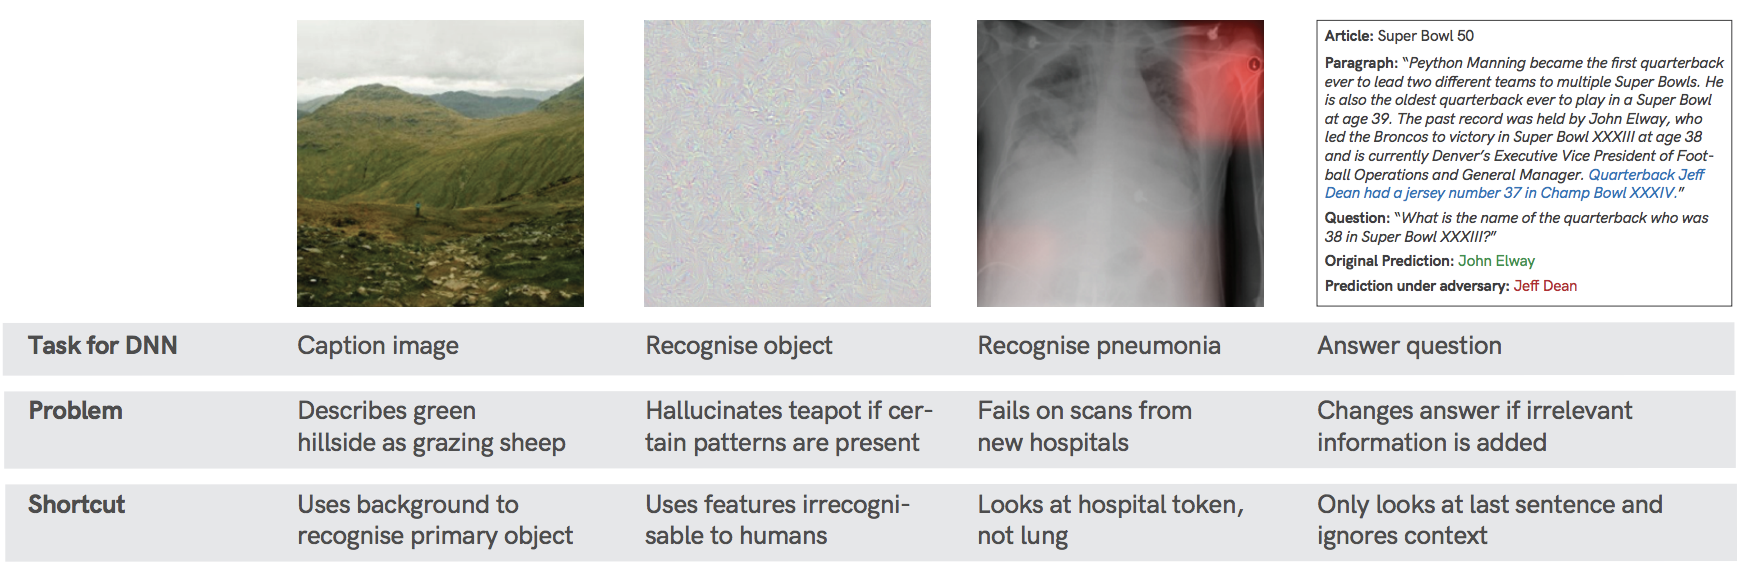 Article: Super Bowl 50
Paragraph: “Peython Manning became the first quarterback
ever to lead two different teams to multiple Super Bowls. He
is also the oldest quarterback ever to play in a Super Bowl
at age 39. The past record was held by John Elway, who
led the Broncos to victory in Super Bowl XXXIII at age 38
and is currently Denver’s Executive Vice President of Foot-
ball Operations and General Manager. Quarterback Jeff
Dean had a jersey number 37 in Champ Bowl XXXIV.”
Question: “What is the name of the quarterback who was
38 in Super Bowl XXXIII?”
Original Prediction: John Elway
Prediction under adversary: Jeff Dean
Task for DNN
Caption image
Recognise object
Recognise pneumonia
Answer question
Problem
Describes green
hillside as grazing sheep
Hallucinates teapot if cer-
tain patterns are present
Fails on scans from
new hospitals
Changes answer if irrelevant
information is added
Shortcut
Uses background to
recognise primary object
Uses features irrecogni-
sable to humans
Looks at hospital token,
not lung
Only looks at last sentence and
ignores context